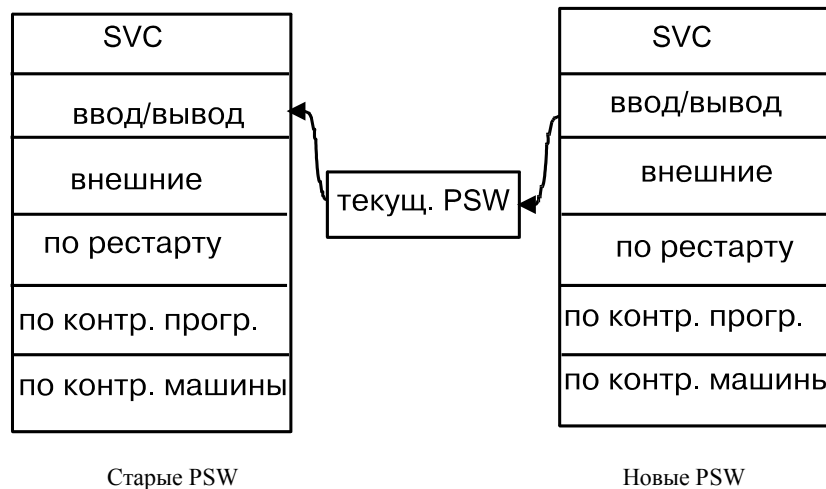 SVC
ввод/вывод
внешние
по рестарту
по контр. прогр.
по контр. машины
текущ. PSW
SVC
ввод/вывод
внешние
по рестарту
по контр. прогр.
по контр. машины
Старые PSW
Новые PSW